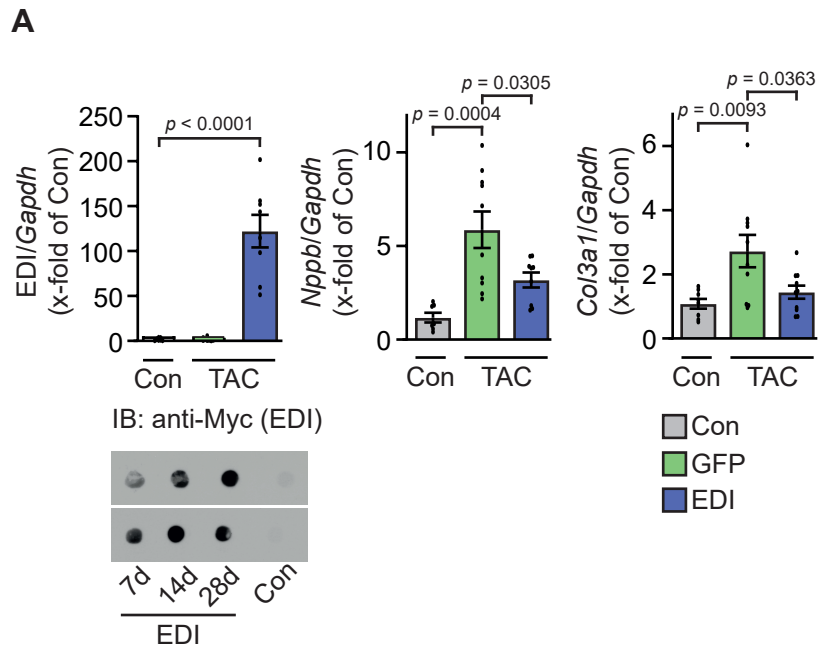 A
EDI/Gapdh
(x-fold of Con)
250
200
150
100
50
0
p < 0.0001
Con
TAC
Nppb/Gapdh
(x-fold of Con)
10
5
0
p = 0.0004
p = 0.0305
Con
TAC
Col3a1/Gapdh
(x-fold of Con)
6
4
2
0
p = 0.0093
p = 0.0363
Con
TAC
IB: anti-Myc (EDI)
7d
14d
28d
Con
EDI
Con
GFP
EDI